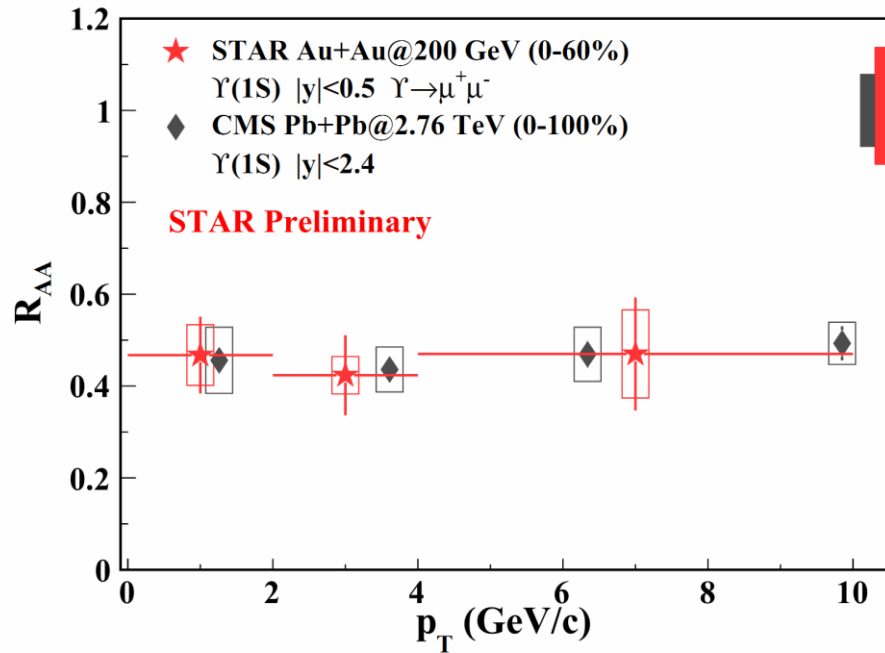 1.2
1
0.8
0.6
0.4
0.2
0
R_AA
STAR Au+Au@200 GeV (0-60%)
ϒ(1S) |y|<0.5 ϒ→μ⁺μ⁻
CMS Pb+Pb@2.76 TeV (0-100%)
ϒ(1S) |y|<2.4
STAR Preliminary
0 2 4 6 8 10
p_T (GeV/c)